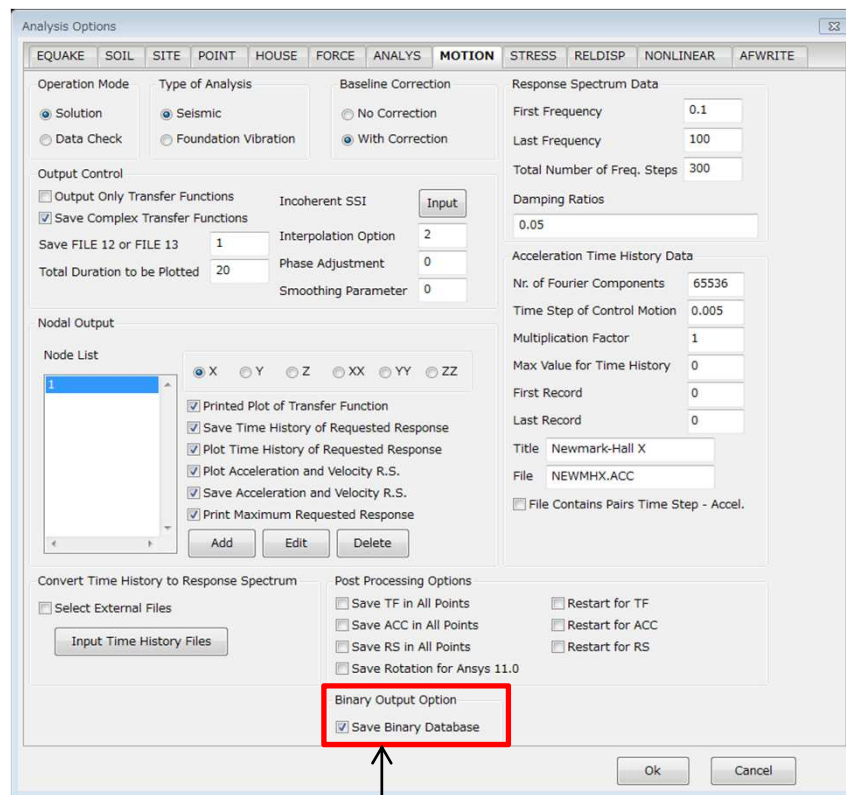 Analysis Options
EQUAKE SOIL SITE POINT HOUSE FORCE ANALYS MOTION STRESS RELDISP NONLINEAR AFWRITE
Operation Mode
Solution
Data Check
Type of Analysis
Seismic
Foundation Vibration
Baseline Correction
No Correction
With Correction
Output Control
Output Only Transfer Functions
Save Complex Transfer Functions
Save FILE 12 or FILE 13 1
Total Duration to be Plotted 20
Incoherent SSI Input
Interpolation Option 2
Phase Adjustment 0
Smoothing Parameter 0
Nodal Output
Node List
1
X Y Z XX YY ZZ
Printed Plot of Transfer Function
Save Time History of Requested Response
Plot Time History of Requested Response
Plot Acceleration and Velocity R.S.
Save Acceleration and Velocity R.S.
Print Maximum Requested Response
Add Edit Delete
Response Spectrum Data
First Frequency 0.1
Last Frequency 100
Total Number of Freq. Steps 300
Damping Ratios
0.05
Acceleration Time History Data
Nr. of Fourier Components 65536
Time Step of Control Motion 0.005
Multiplication Factor 1
Max Value for Time History 0
First Record 0
Last Record 0
Title Newmark-Hall X
File NEWMHX.ACC
File Contains Pairs Time Step - Accel.
Convert Time History to Response Spectrum
Select External Files
Input Time History Files
Post Processing Options
Save TF in All Points
Save ACC in All Points
Save RS in All Points
Save Rotation for Ansys 11.0
Restart for TF
Restart for ACC
Restart for RS
Binary Output Option
Save Binary Database
Ok Cancel